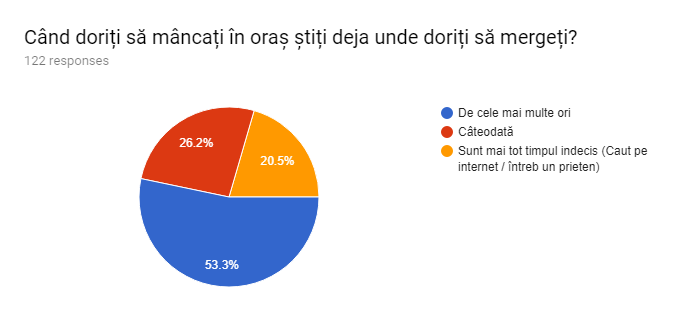 Când doriți să mâncați în oraș știți deja unde doriți să mergeți?
122 responses
26.2%
20.5%
53.3%
De cele mai multe ori
Câteodată
Sunt mai tot timpul indecis (Caut pe
internet / întreb un prieten)